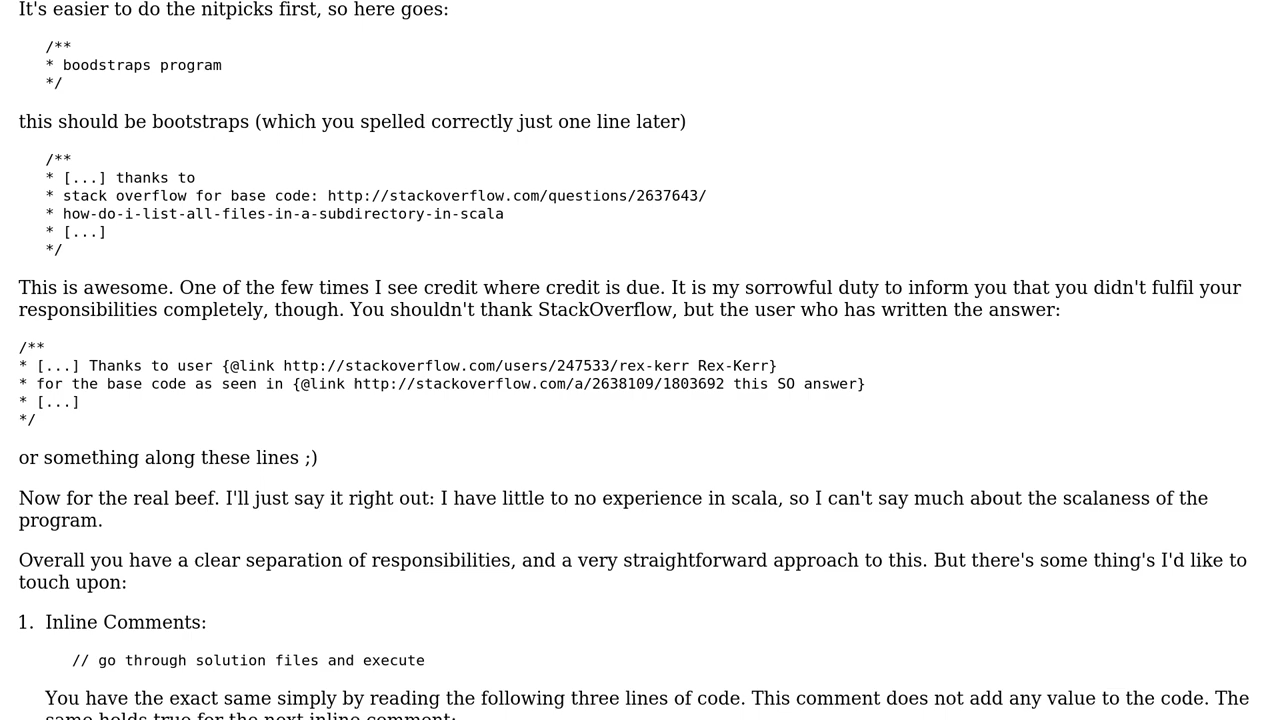 It's easier to do the nitpicks first, so here goes:
/**
* boodstraps program
*/
this should be bootstraps (which you spelled correctly just one line later)
/**
* [...] thanks to
* stack overflow for base code: http://stackoverflow.com/questions/2637643/
* how-do-i-list-all-files-in-a-subdirectory-in-scala
* [...]
*/
This is awesome. One of the few times I see credit where credit is due. It is my sorrowful duty to inform you that you didn't fulfil your
responsibilities completely, though. You shouldn't thank StackOverflow, but the user who has written the answer:
/**
* [...] Thanks to user {@link http://stackoverflow.com/users/247533/rex-kerr Rex-Kerr}
* for the base code as seen in {@link http://stackoverflow.com/a/2638109/1803692 this SO answer}
* [...]
*/
or something along these lines ;)
Now for the real beef. I'll just say it right out: I have little to no experience in scala, so I can't say much about the scalaness of the
program.
Overall you have a clear separation of responsibilities, and a very straightforward approach to this. But there's some thing's I'd like to
touch upon:
1. Inline Comments:
// go through solution files and execute
You have the exact same simply by reading the following three lines of code. This comment does not add any value to the code. The
same holds true for the next inline comment: